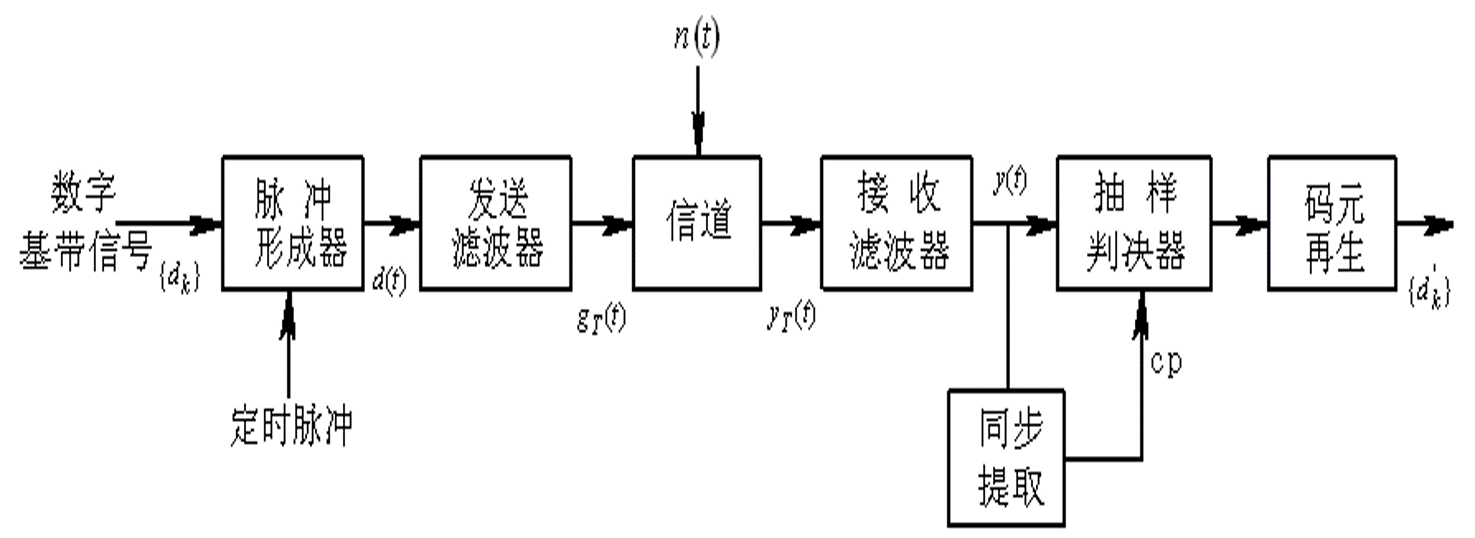 n(t)
数字
基带信号
{d_k}
脉冲
形成器
d(t)
发送
滤波器
g_T(t)
信道
y_T(t)
接收
滤波器
y(t)
抽样
判决器
码元
再生
{d'_k}
定时脉冲
cp
同步
提取